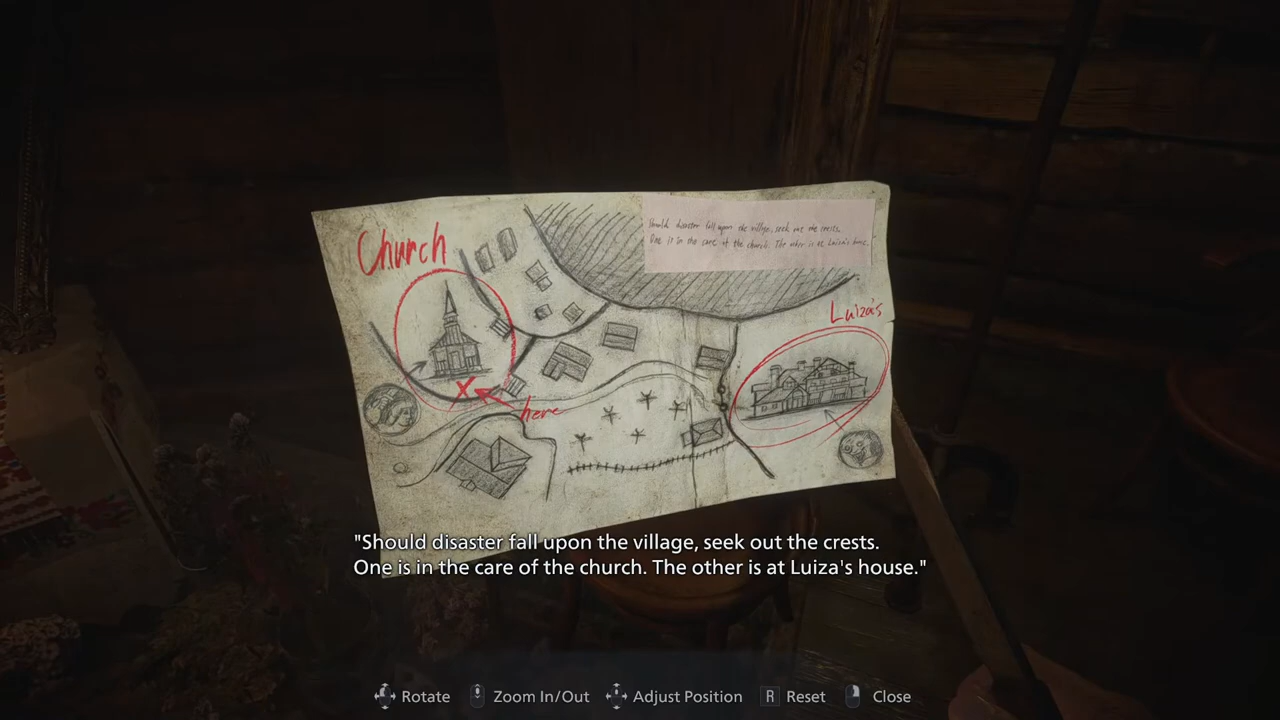 Church
Should disaster fall upon the village, seek out the crests.
One is in the care of the church. The other is at Luiza's house.
Luiza's
here
"Should disaster fall upon the village, seek out the crests.
One is in the care of the church. The other is at Luiza's house."
Rotate Zoom In/Out Adjust Position R Reset Close